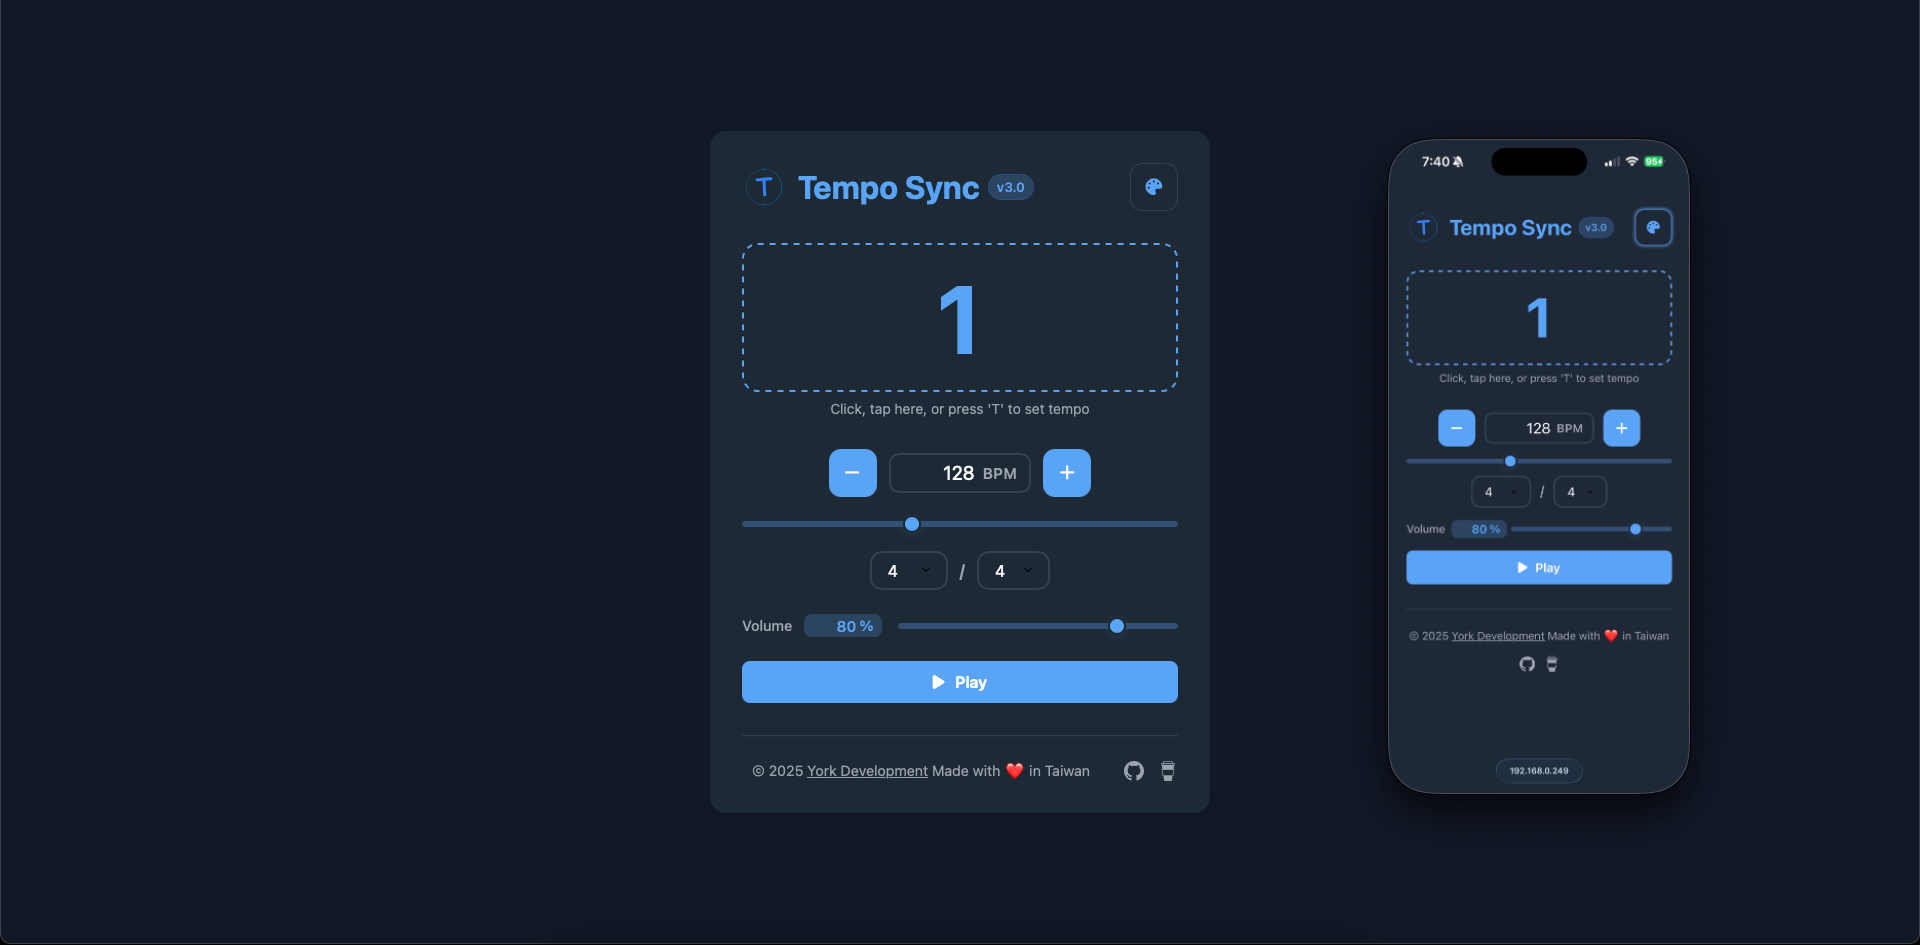 T Tempo Sync v3.0
1
Click, tap here, or press 'T' to set tempo
− 128 BPM +
4 / 4
Volume 80 %
Play
© 2025 York Development Made with ❤️ in Taiwan
7:40 95
T Tempo Sync v3.0
1
Click, tap here, or press 'T' to set tempo
− 128 BPM +
4 / 4
Volume 80 %
Play
© 2025 York Development Made with ❤️ in Taiwan
192.168.0.249